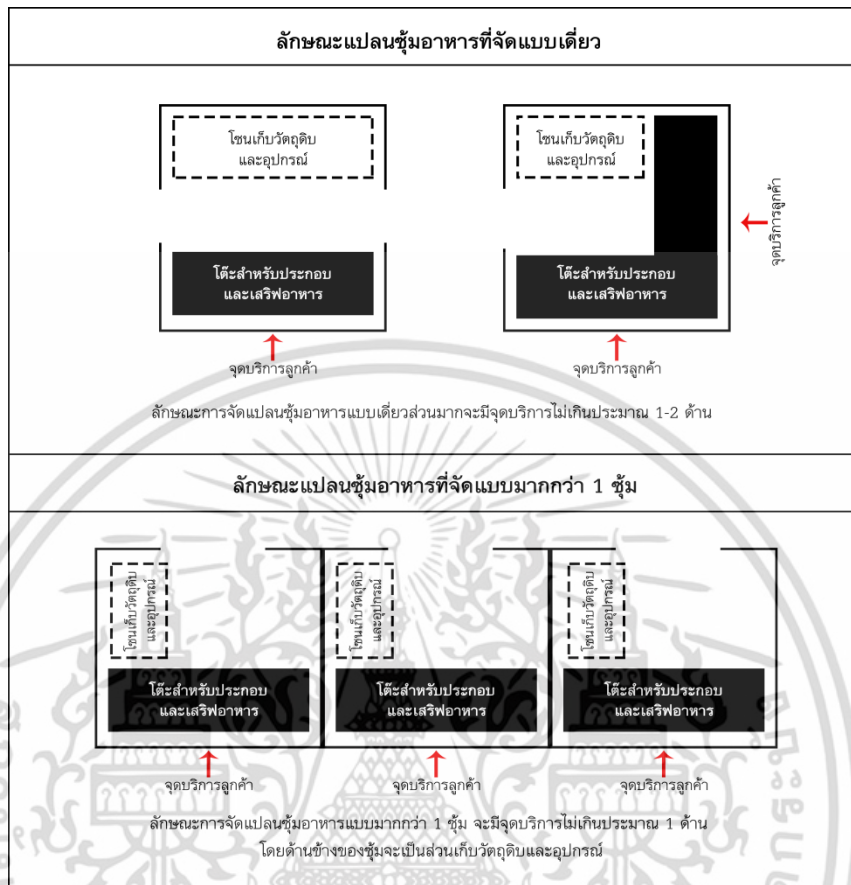 ลักษณะแปลนซุ้มอาหารที่จัดแบบเดี่ยว
โซนเก็บวัตถุดิบ
และอุปกรณ์
โต๊ะสำหรับประกอบ
และเสริฟอาหาร
จุดบริการลูกค้า
โซนเก็บวัตถุดิบ
และอุปกรณ์
โต๊ะสำหรับประกอบ
และเสริฟอาหาร
จุดบริการลูกค้า
จุดบริการลูกค้า
ลักษณะการจัดแปลนซุ้มอาหารแบบเดี่ยวส่วนมากจะมีจุดบริการไม่เกินประมาณ 1-2 ด้าน
ลักษณะแปลนซุ้มอาหารที่จัดแบบมากกว่า 1 ซุ้ม
โซนเก็บวัตถุดิบ
และอุปกรณ์
โต๊ะสำหรับประกอบ
และเสริฟอาหาร
จุดบริการลูกค้า
โซนเก็บวัตถุดิบ
และอุปกรณ์
โต๊ะสำหรับประกอบ
และเสริฟอาหาร
จุดบริการลูกค้า
โซนเก็บวัตถุดิบ
และอุปกรณ์
โต๊ะสำหรับประกอบ
และเสริฟอาหาร
จุดบริการลูกค้า
ลักษณะการจัดแปลนซุ้มอาหารแบบมากกว่า 1 ซุ้ม จะมีจุดบริการไม่เกินประมาณ 1 ด้าน
โดยด้านข้างของซุ้มจะเป็นส่วนเก็บวัตถุดิบและอุปกรณ์